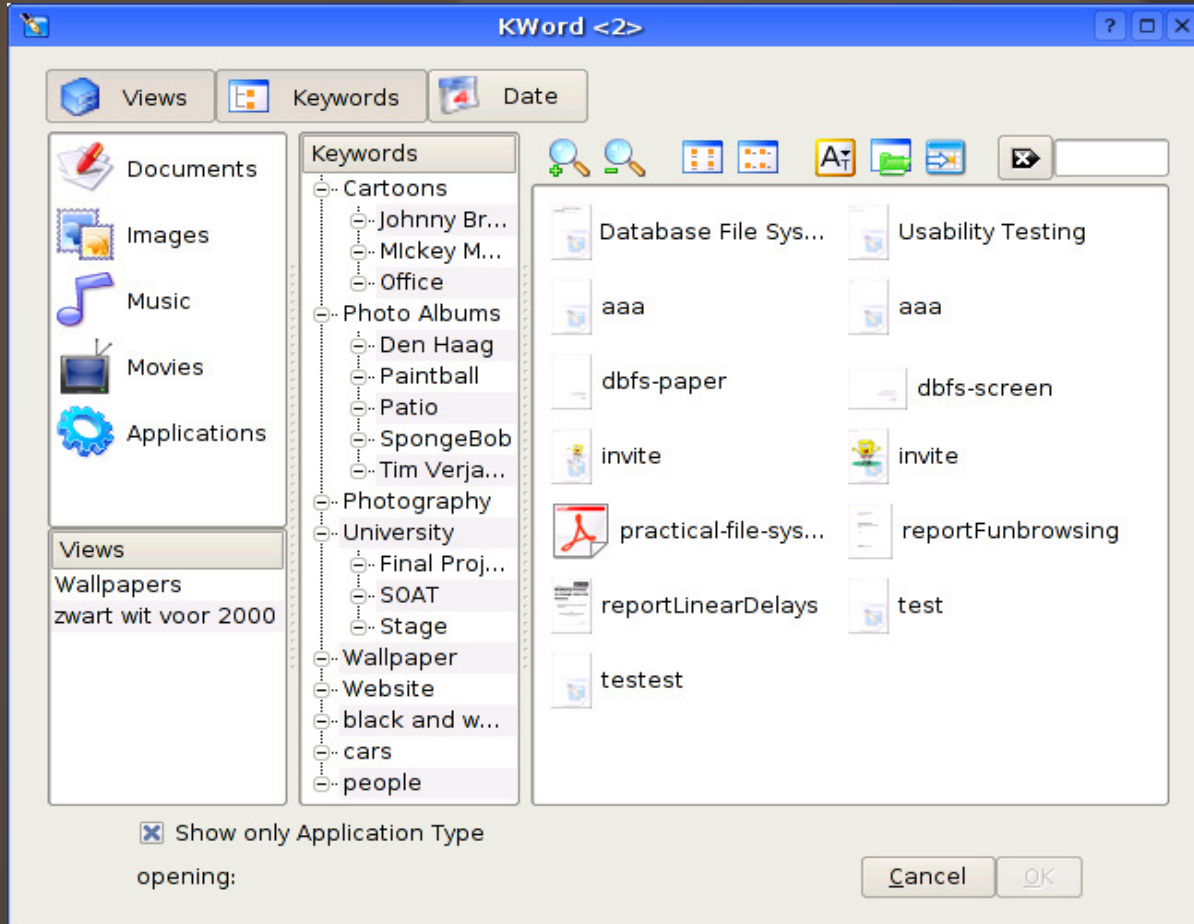 KWord <2>
Views
Keywords
Date
Documents
Images
Music
Movies
Applications
Views
Wallpapers
zwart wit voor 2000
Keywords
Cartoons
Johnny Br...
MIckey M...
Office
Photo Albums
Den Haag
Paintball
Patio
SpongeBob
Tim Verja...
Photography
University
Final Proj...
SOAT
Stage
Wallpaper
Website
black and w...
cars
people
Database File Sys...
Usability Testing
aaa
aaa
dbfs-paper
dbfs-screen
invite
invite
practical-file-sys...
reportFunbrowsing
reportLinearDelays
test
testest
Show only Application Type
opening:
Cancel
OK